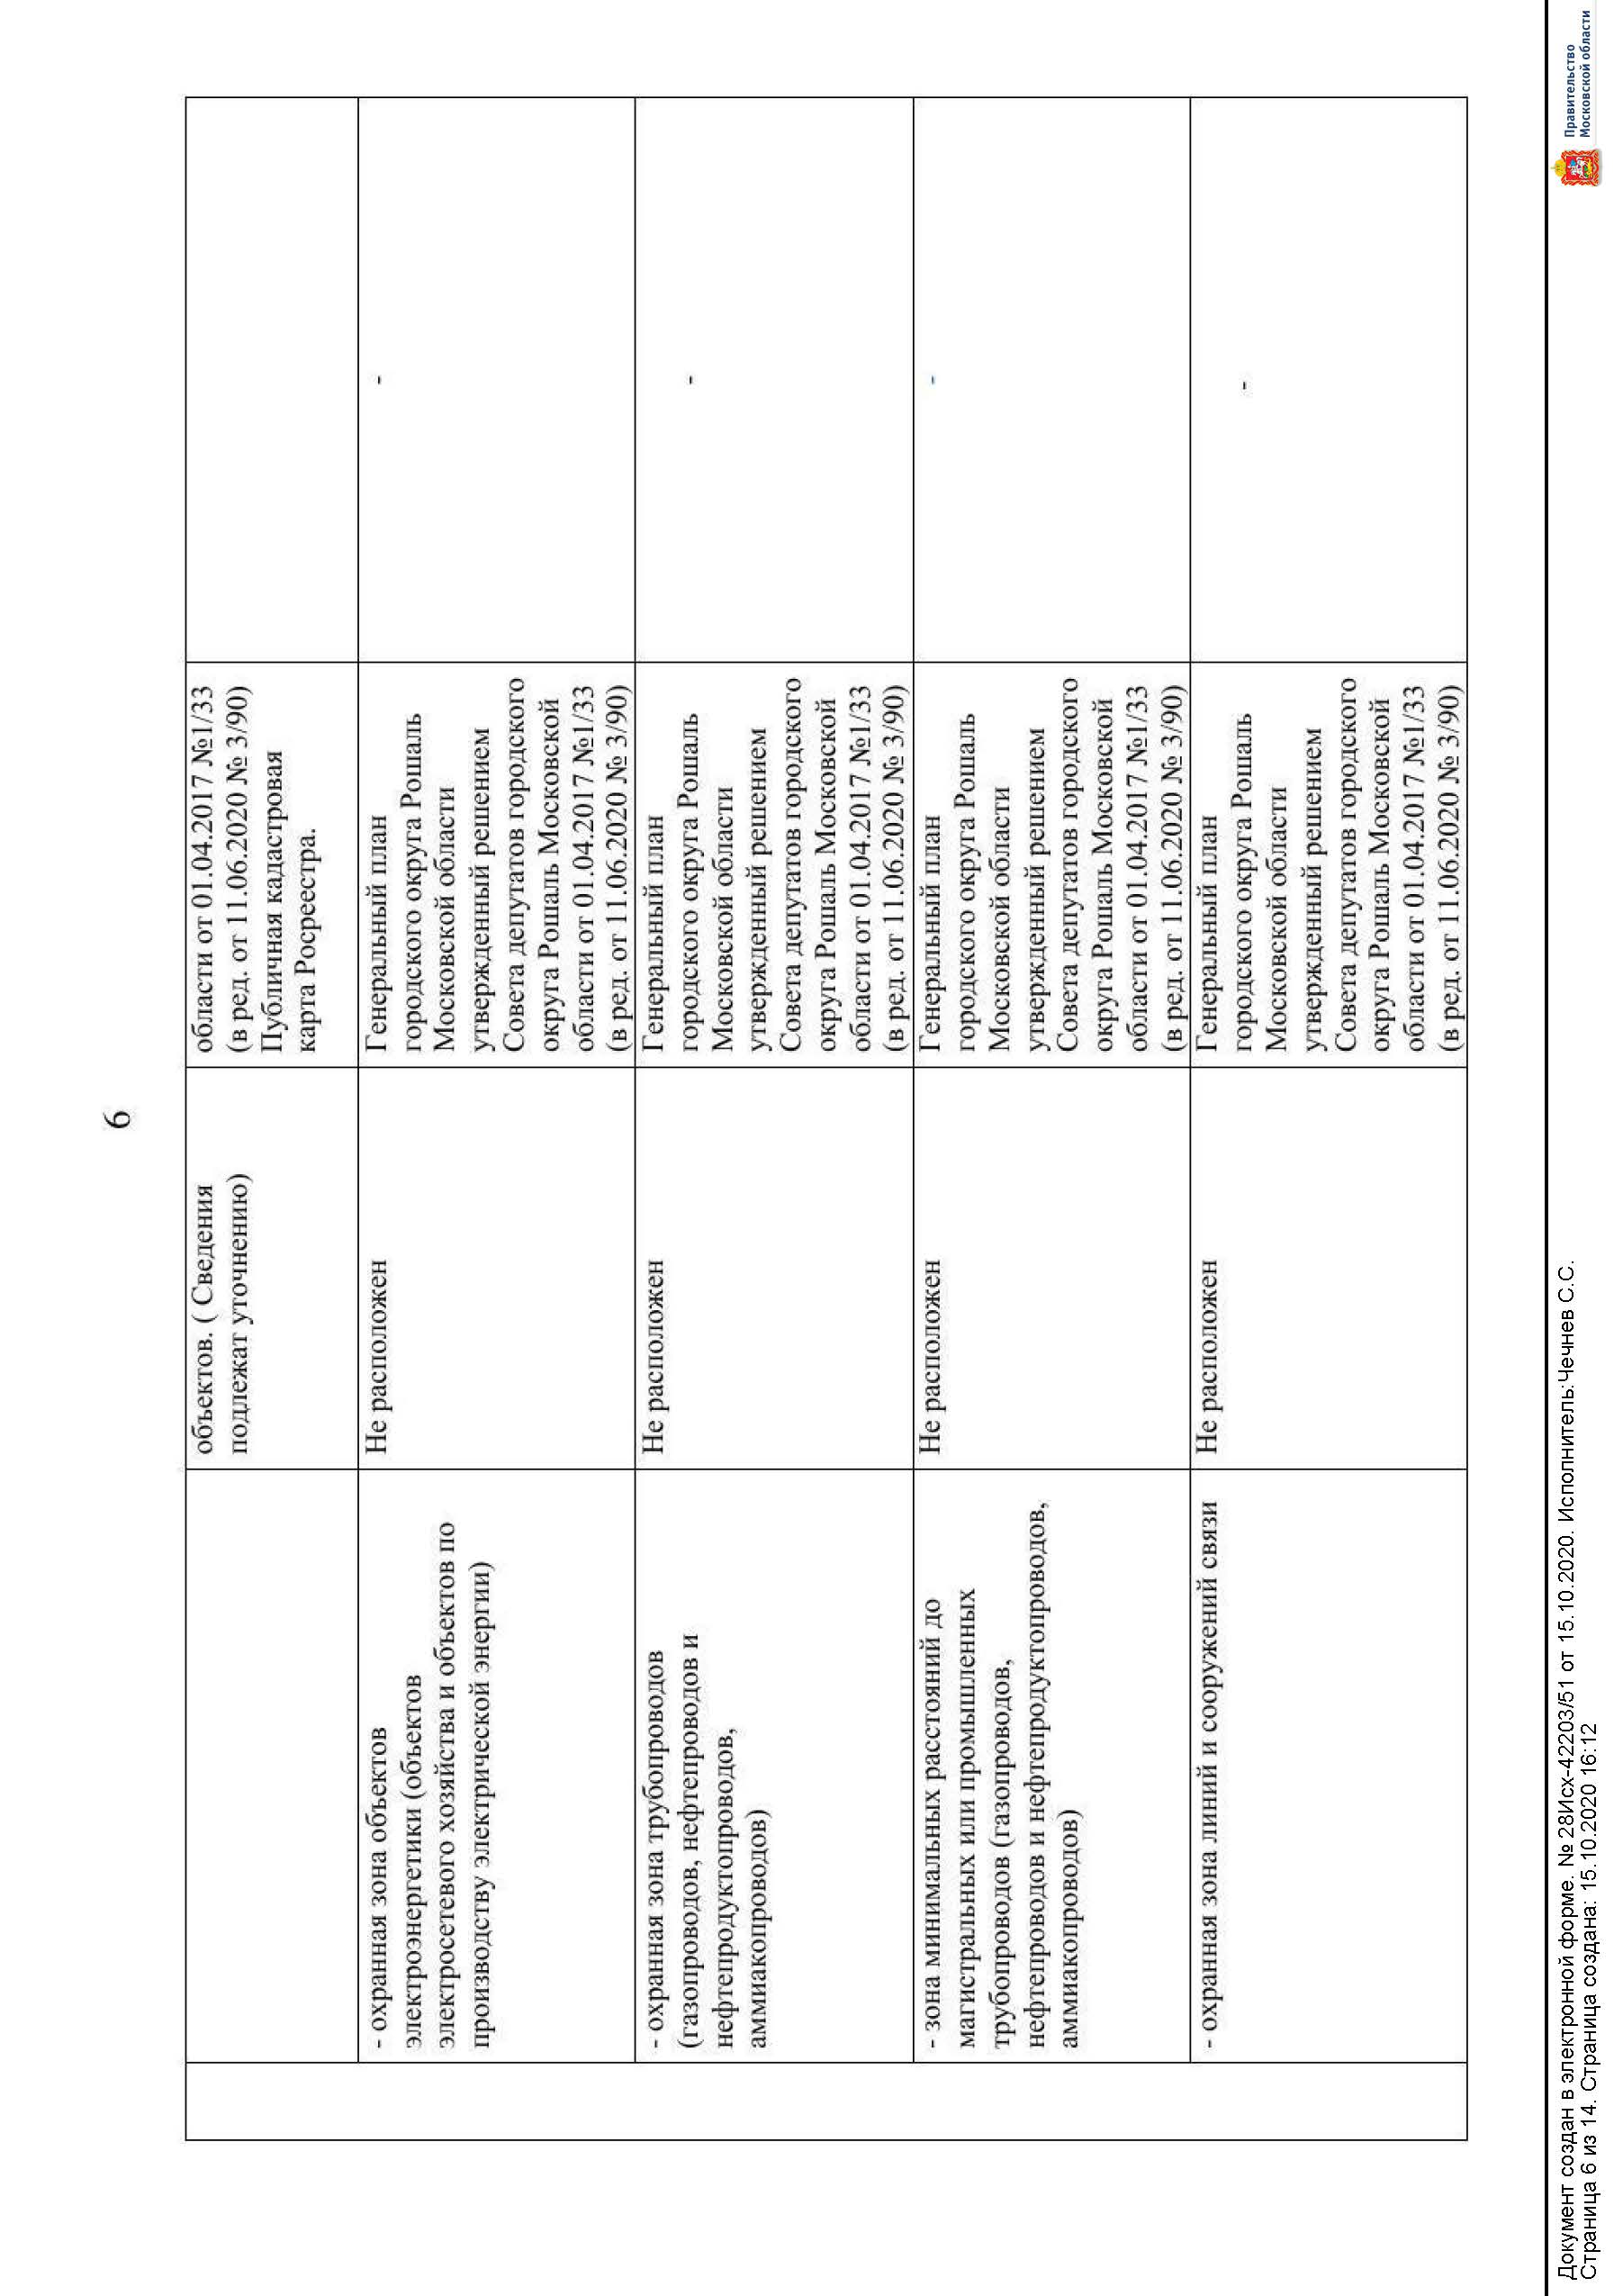 6
объектов. ( Сведения
подлежат уточнению)
области от 01.04.2017 №1/33
(в ред. от 11.06.2020 № 3/90)
Публичная кадастровая
карта Росреестра.
- охранная зона объектов
электроэнергетики (объектов
электросетевого хозяйства и объектов по
производству электрической энергии)
Не расположен
Генеральный план
городского округа Рошаль
Московской области
утвержденный решением
Совета депутатов городского
округа Рошаль Московской
области от 01.04.2017 №1/33
(в ред. от 11.06.2020 № 3/90)
-
- охранная зона трубопроводов
(газопроводов, нефтепроводов и
нефтепродуктопроводов,
аммиакопроводов)
Не расположен
Генеральный план
городского округа Рошаль
Московской области
утвержденный решением
Совета депутатов городского
округа Рошаль Московской
области от 01.04.2017 №1/33
(в ред. от 11.06.2020 № 3/90)
-
- зона минимальных расстояний до
магистральных или промышленных
трубопроводов (газопроводов,
нефтепроводов и нефтепродуктопроводов,
аммиакопроводов)
Не расположен
Генеральный план
городского округа Рошаль
Московской области
утвержденный решением
Совета депутатов городского
округа Рошаль Московской
области от 01.04.2017 №1/33
(в ред. от 11.06.2020 № 3/90)
-
- охранная зона линий и сооружений связи
Не расположен
Генеральный план
городского округа Рошаль
Московской области
утвержденный решением
Совета депутатов городского
округа Рошаль Московской
области от 01.04.2017 №1/33
(в ред. от 11.06.2020 № 3/90)
-
Документ создан в электронной форме. № 28Исх-42203/51 от 15.10.2020. Исполнитель:Чечнев С.С.
Страница 6 из 14. Страница создана: 15.10.2020 16:12
Правительство
Московской области